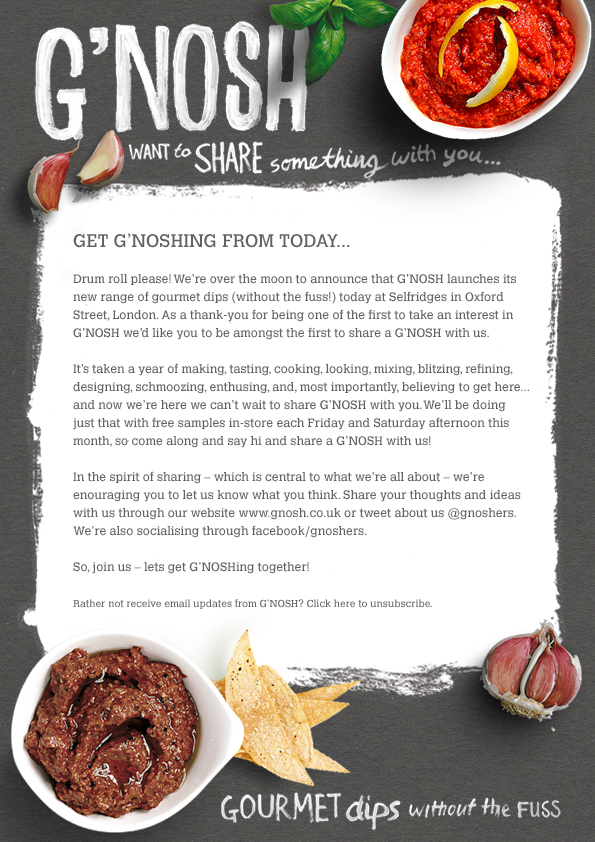 G'NOSH
WANT to SHARE something with you...
GET G'NOSHING FROM TODAY...
Drum roll please! We're over the moon to announce that G'NOSH launches its
new range of gourmet dips (without the fuss!) today at Selfridges in Oxford
Street, London. As a thank-you for being one of the first to take an interest in
G'NOSH we'd like you to be amongst the first to share a G'NOSH with us.
It's taken a year of making, tasting, cooking, looking, mixing, blitzing, refining,
designing, schmoozing, enthusing, and, most importantly, believing to get here...
and now we're here we can't wait to share G'NOSH with you. We'll be doing
just that with free samples in-store each Friday and Saturday afternoon this
month, so come along and say hi and share a G'NOSH with us!
In the spirit of sharing – which is central to what we're all about – we're
enouraging you to let us know what you think. Share your thoughts and ideas
with us through our website www.gnosh.co.uk or tweet about us @gnoshers.
We're also socialising through facebook/gnoshers.
So, join us – lets get G'NOSHing together!
Rather not receive email updates from G'NOSH? Click here to unsubscribe.
GOURMET dips without the FUSS